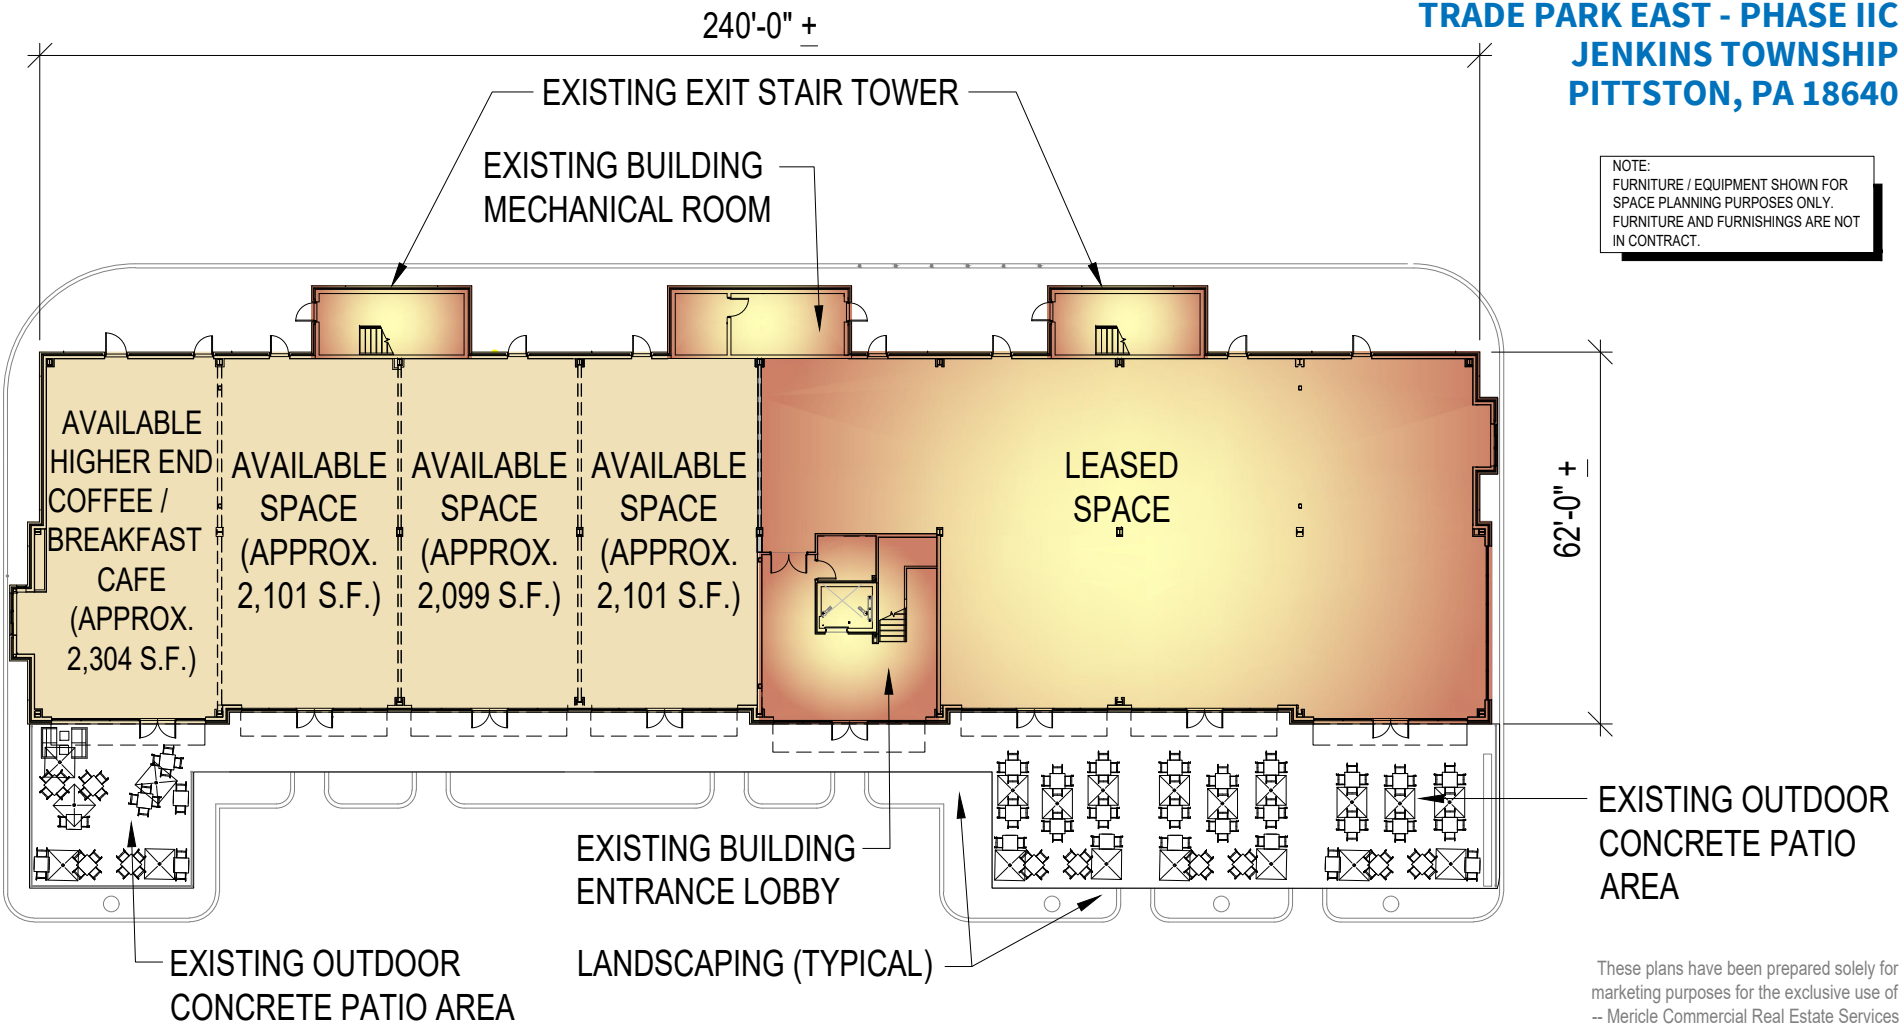 240'-0" +
TRADE PARK EAST - PHASE IIC
JENKINS TOWNSHIP
PITTSTON, PA 18640
EXISTING EXIT STAIR TOWER
EXISTING BUILDING
MECHANICAL ROOM
NOTE:
FURNITURE / EQUIPMENT SHOWN FOR
SPACE PLANNING PURPOSES ONLY.
FURNITURE AND FURNISHINGS ARE NOT
IN CONTRACT.
AVAILABLE
HIGHER END
COFFEE /
BREAKFAST
CAFE
(APPROX.
2,304 S.F.)
AVAILABLE
SPACE
(APPROX.
2,101 S.F.)
AVAILABLE
SPACE
(APPROX.
2,099 S.F.)
AVAILABLE
SPACE
(APPROX.
2,101 S.F.)
LEASED
SPACE
62'-0" +
EXISTING OUTDOOR
CONCRETE PATIO
AREA
EXISTING BUILDING
ENTRANCE LOBBY
LANDSCAPING (TYPICAL)
EXISTING OUTDOOR
CONCRETE PATIO AREA
These plans have been prepared solely for
marketing purposes for the exclusive use of
-- Mericle Commercial Real Estate Services